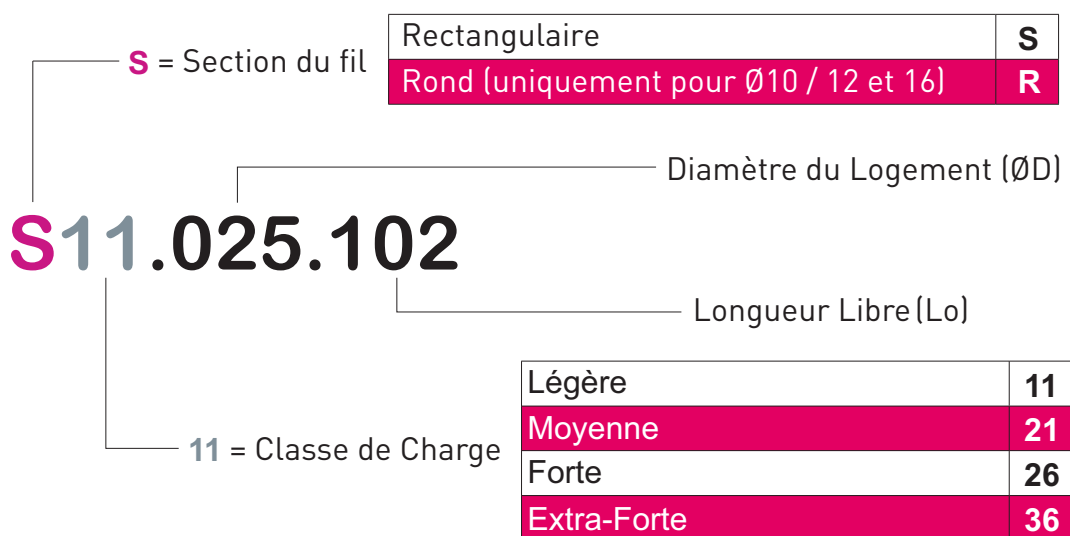 S = Section du fil
Rectangulaire S
Rond (uniquement pour Ø10 / 12 et 16) R
Diamètre du Logement (ØD)
S11.025.102
Longueur Libre (Lo)
11 = Classe de Charge
Légère 11
Moyenne 21
Forte 26
Extra-Forte 36